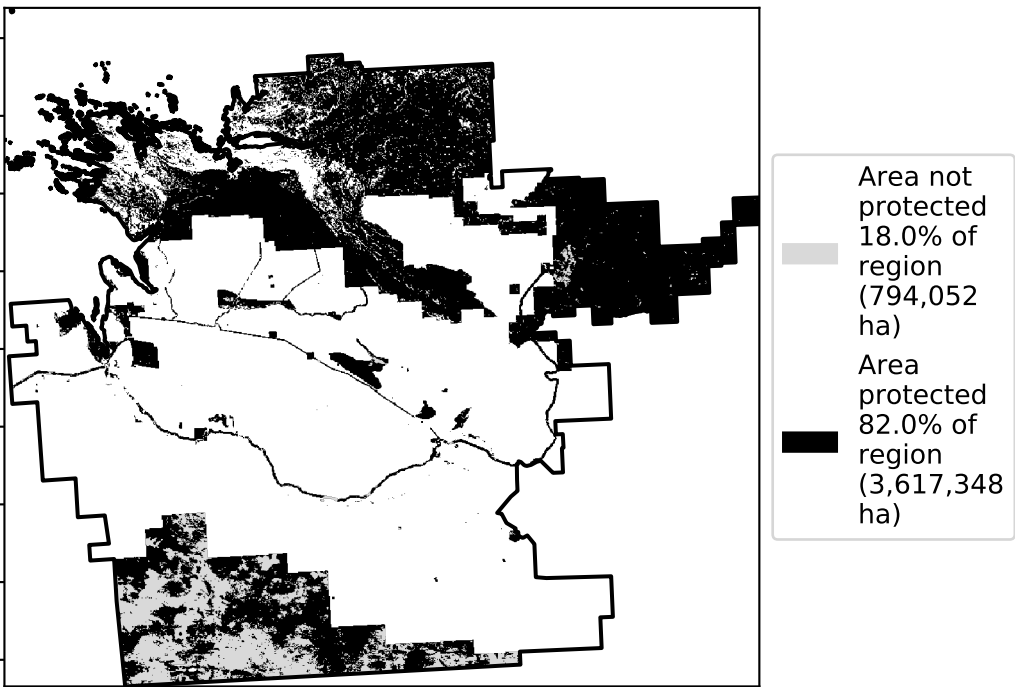 Area not
protected
18.0% of
region
(794,052
ha)
Area
protected
82.0% of
region
(3,617,348
ha)